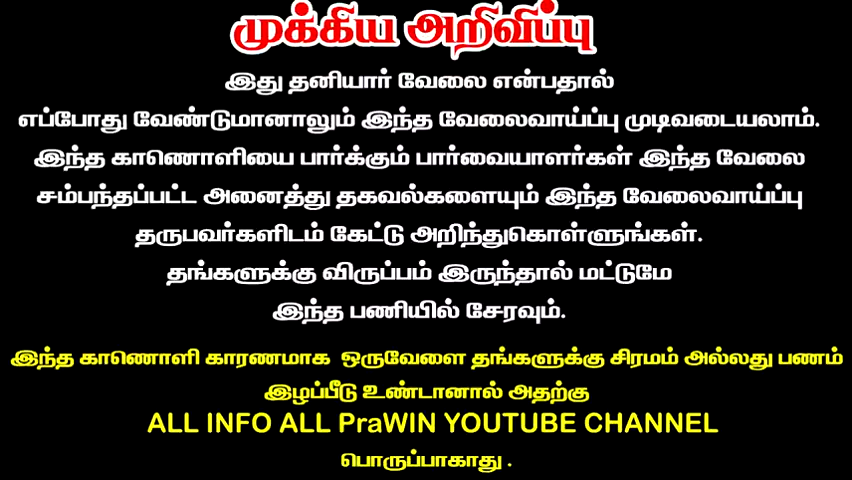 முக்கிய அறிவிப்பு
இது தனியார் வேலை என்பதால்
எப்போது வேண்டுமானாலும் இந்த வேலைவாய்ப்பு முடிவடையலாம்.
இந்த காணொளியை பார்க்கும் பார்வையாளர்கள் இந்த வேலை
சம்பந்தப்பட்ட அனைத்து தகவல்களையும் இந்த வேலைவாய்ப்பு
தருபவர்களிடம் கேட்டு அறிந்துகொள்ளுங்கள்.
தங்களுக்கு விருப்பம் இருந்தால் மட்டுமே
இந்த பணியில் சேரவும்.
இந்த காணொளி காரணமாக ஒருவேளை தங்களுக்கு சிரமம் அல்லது பணம்
இழப்பீடு உண்டானால் அதற்கு
ALL INFO ALL PraWIN YOUTUBE CHANNEL
பொருப்பாகாது .